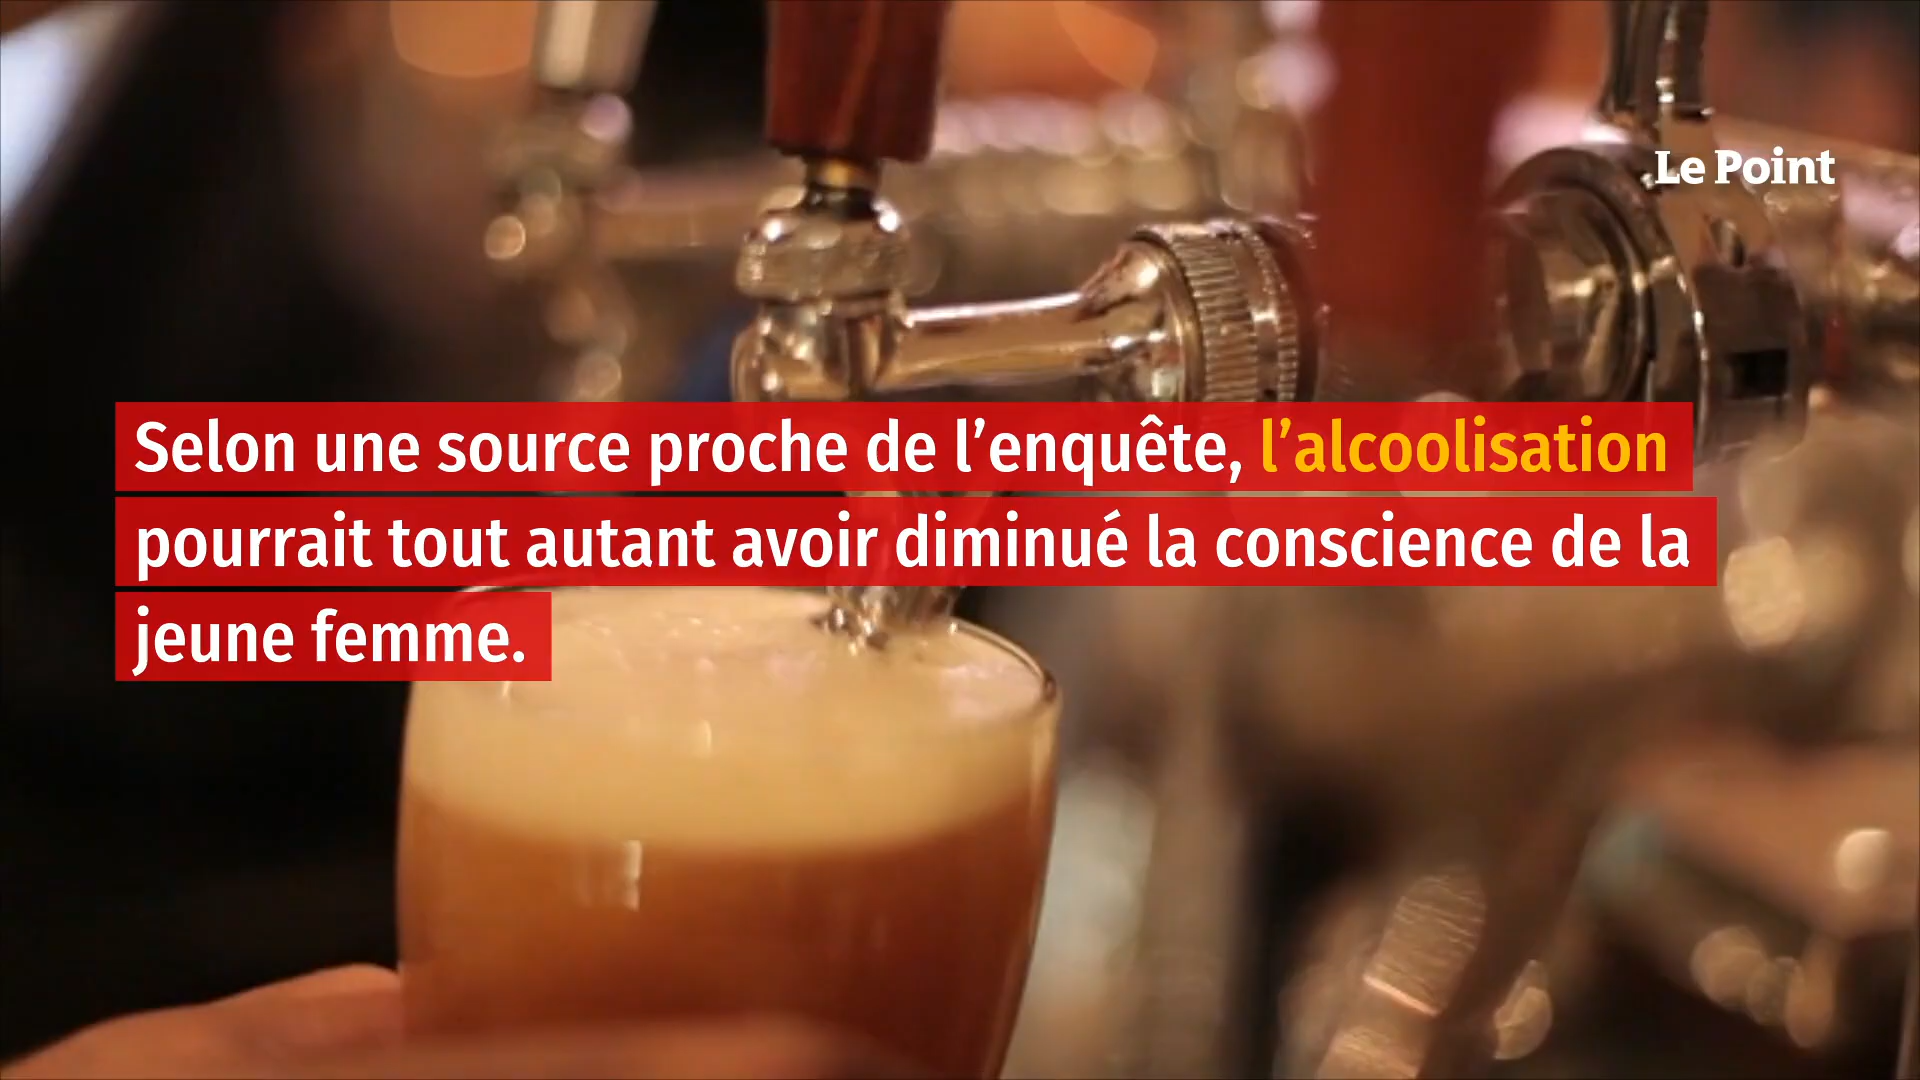 Le Point
Selon une source proche de l’enquête, l’alcoolisation
pourrait tout autant avoir diminué la conscience de la
jeune femme.